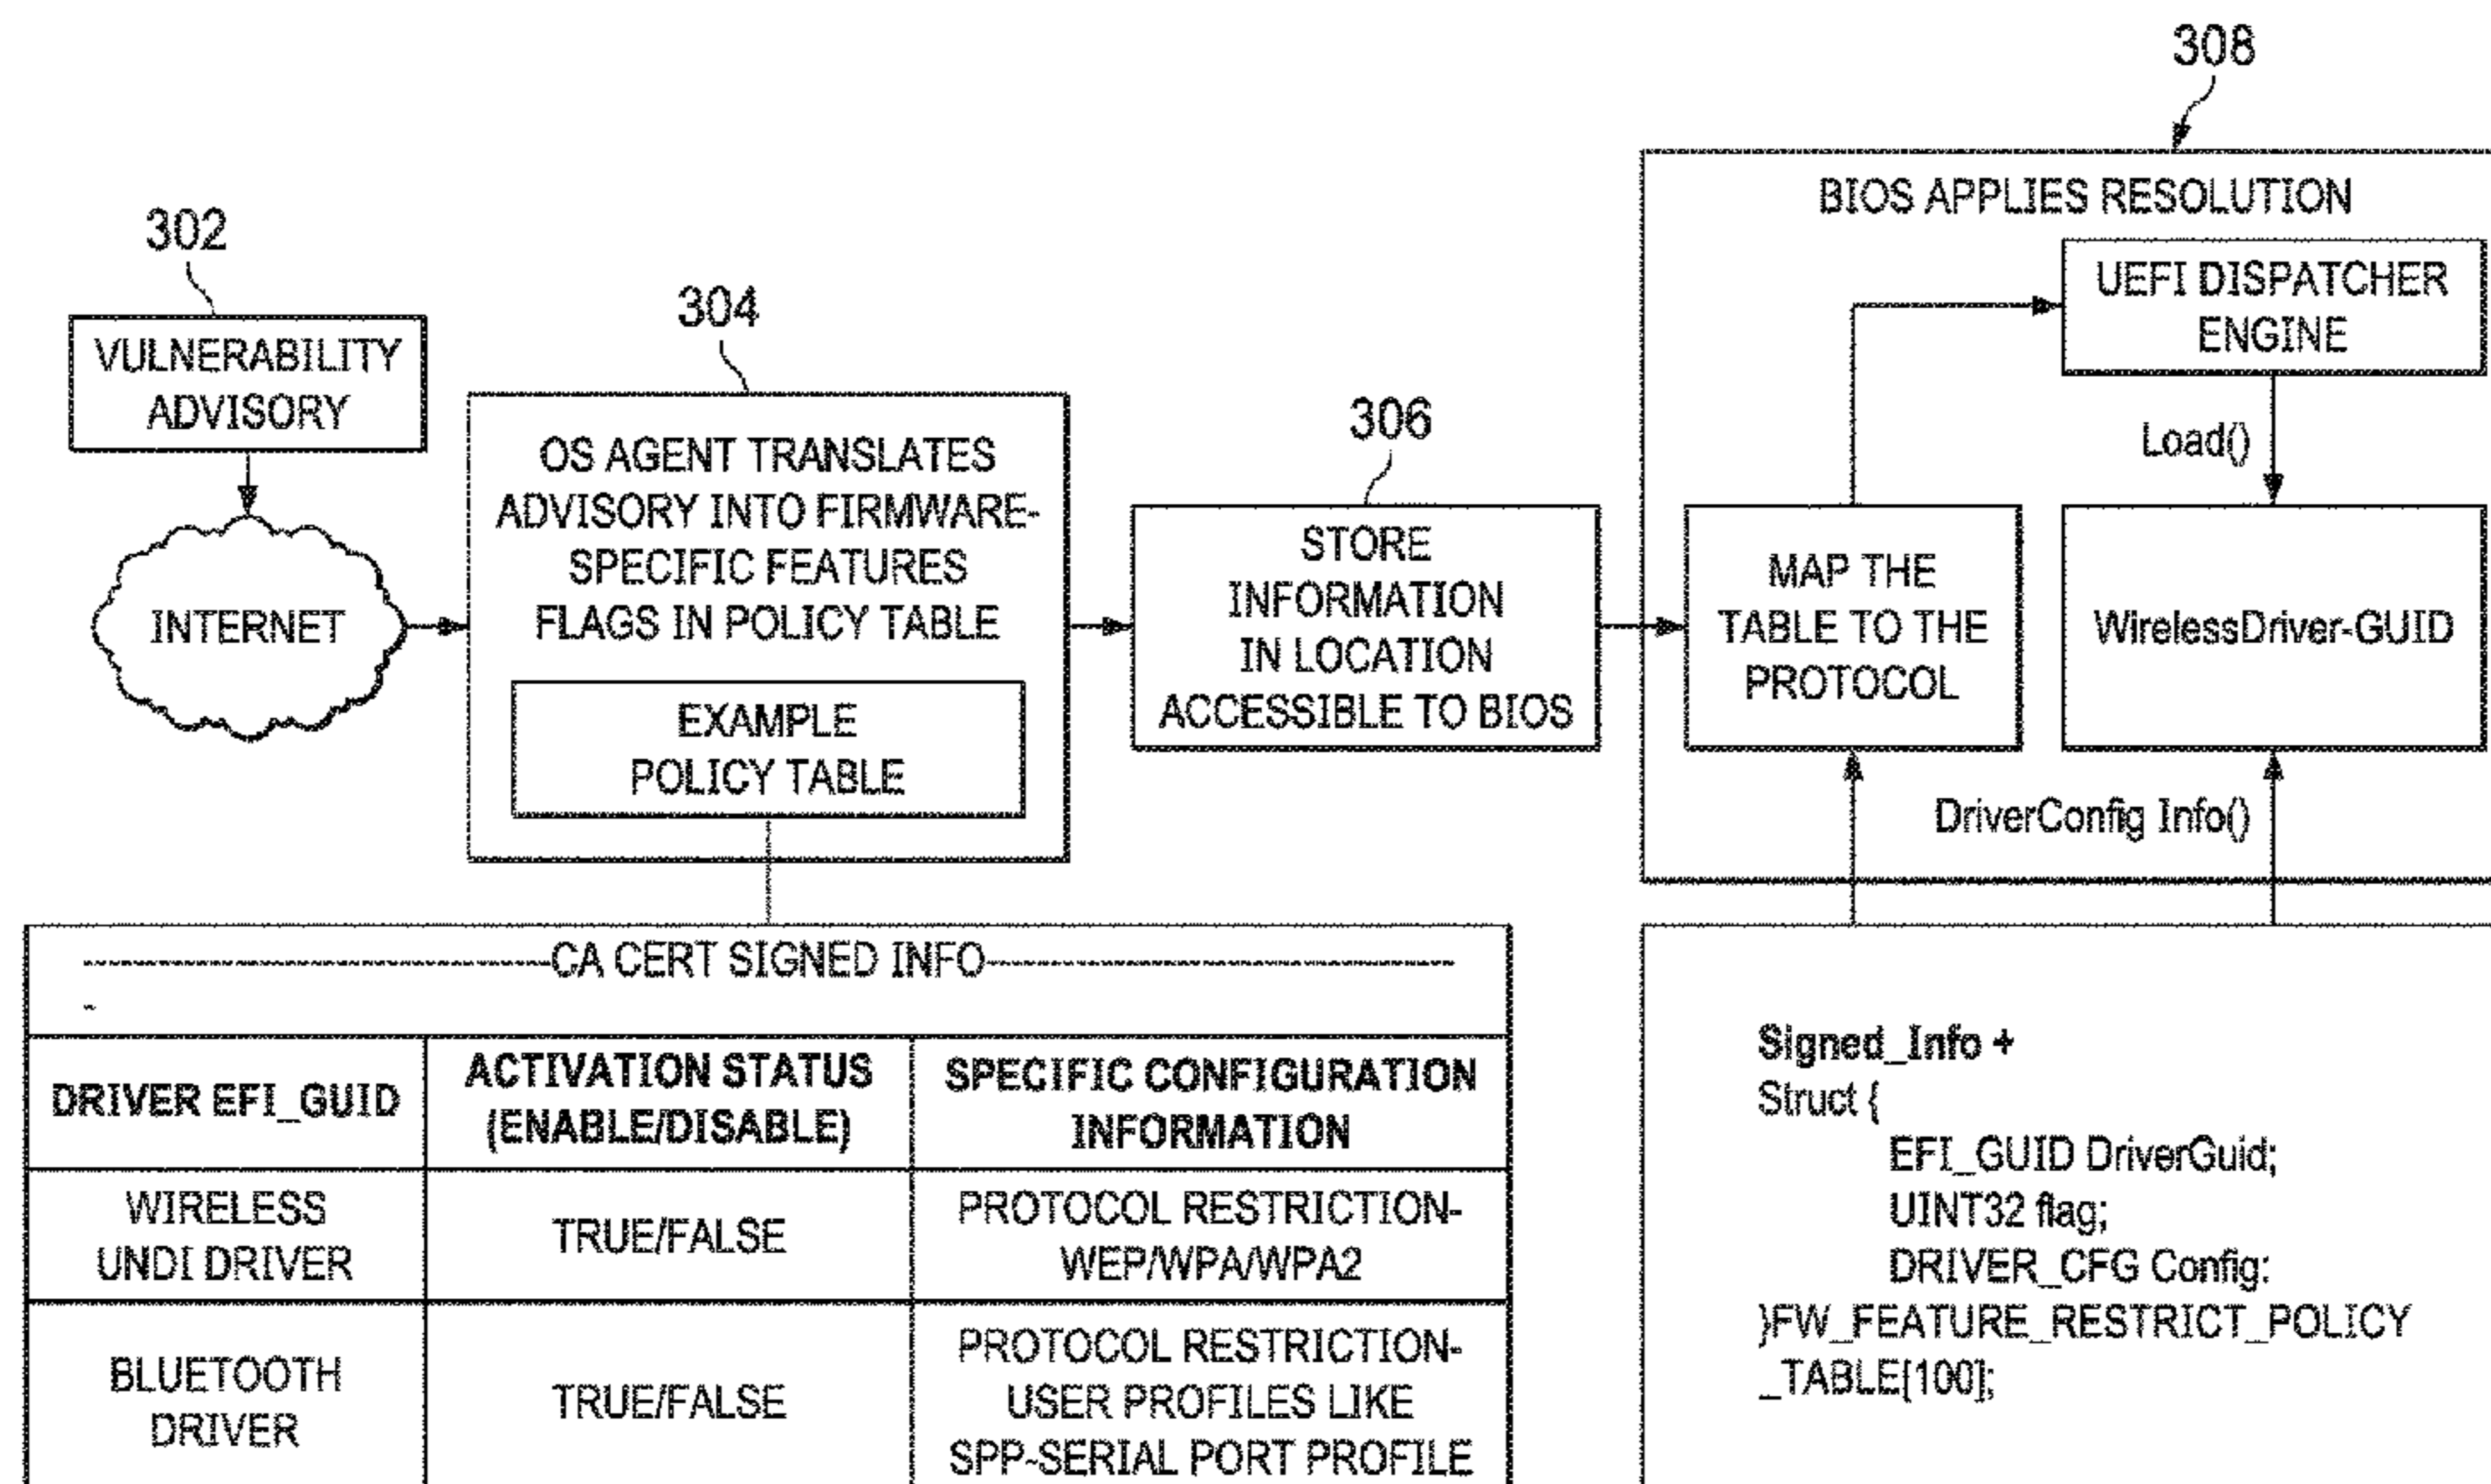 308
BIOS APPLIES RESOLUTION
302
UEFI DISPATCHER
ENGINE
304
VULNERABILITY
ADVISORY
306
Load()
OS AGENT TRANSLATES
ADVISORY INTO FIRMWARE-
SPECIFIC FEATURES
FLAGS IN POLICY TABLE
INTERNET
STORE
INFORMATION
IN LOCATION
ACCESSIBLE TO BIOS
MAP THE
TABLE TO THE
PROTOCOL
WirelessDriver-GUID
EXAMPLE
POLICY TABLE
DriverConfig Info()
CA CERT SIGNED INFO
DRIVER EFI_GUID
ACTIVATION STATUS
(ENABLE/DISABLE)
SPECIFIC CONFIGURATION
INFORMATION
WIRELESS
UNDI DRIVER
TRUE/FALSE
PROTOCOL RESTRICTION-
WEP/WPA/WPA2
BLUETOOTH
DRIVER
TRUE/FALSE
PROTOCOL RESTRICTION-
USER PROFILES LIKE
SPP-SERIAL PORT PROFILE
Signed_Info +
Struct {
EFI_GUID DriverGuid;
UINT32 flag;
DRIVER_CFG Config:
}FW_FEATURE_RESTRICT_POLICY
_TABLE[100];